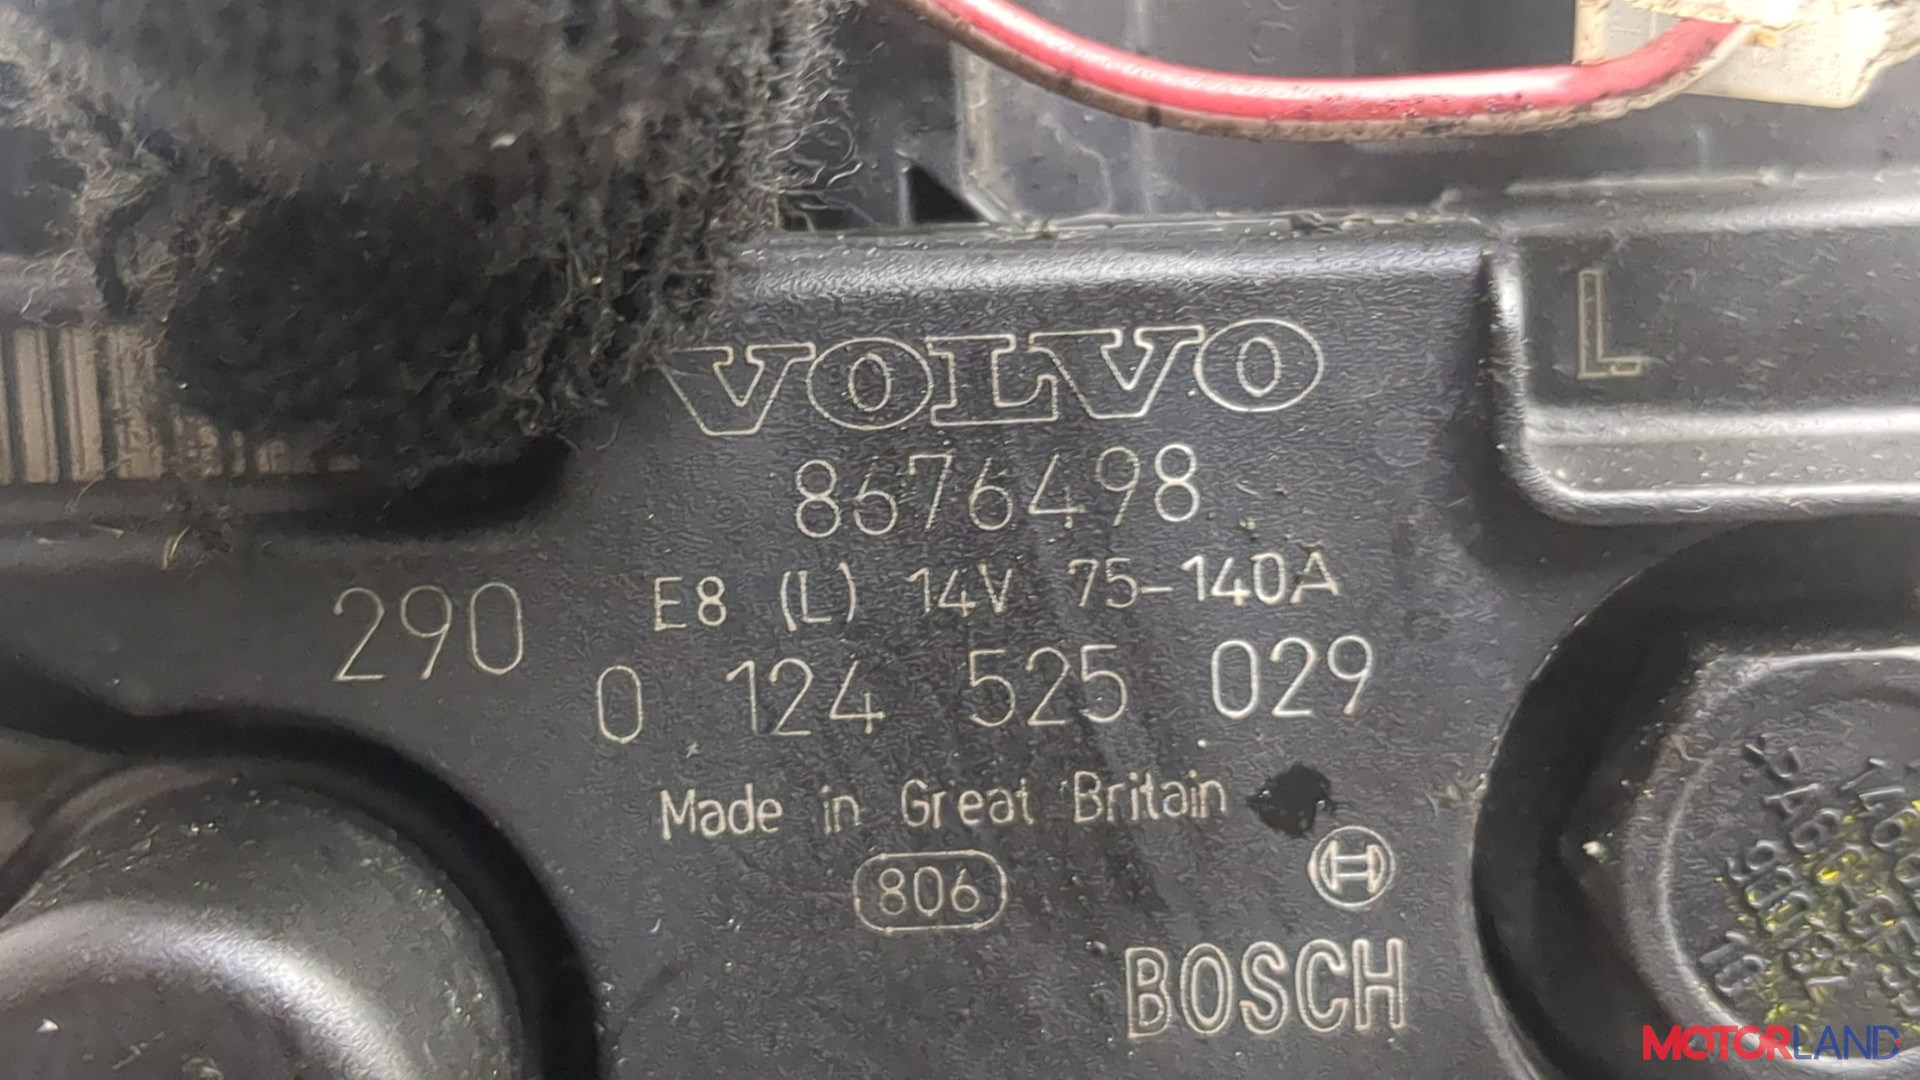 VOLVO
L
8676498
E8 (L) 14V 75-140A
290
0 124 525 029
Made in Great Britain
806
BOSCH
MOTORLAND